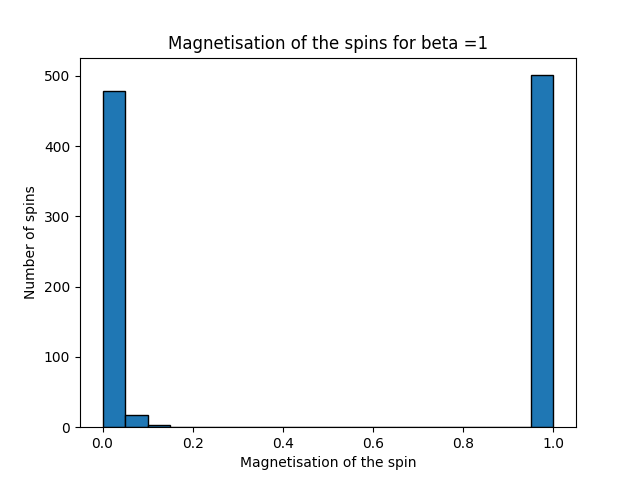 Magnetisation of the spins for beta =1
Number of spins
500
400
300
200
100
0
0.0 0.2 0.4 0.6 0.8 1.0
Magnetisation of the spin